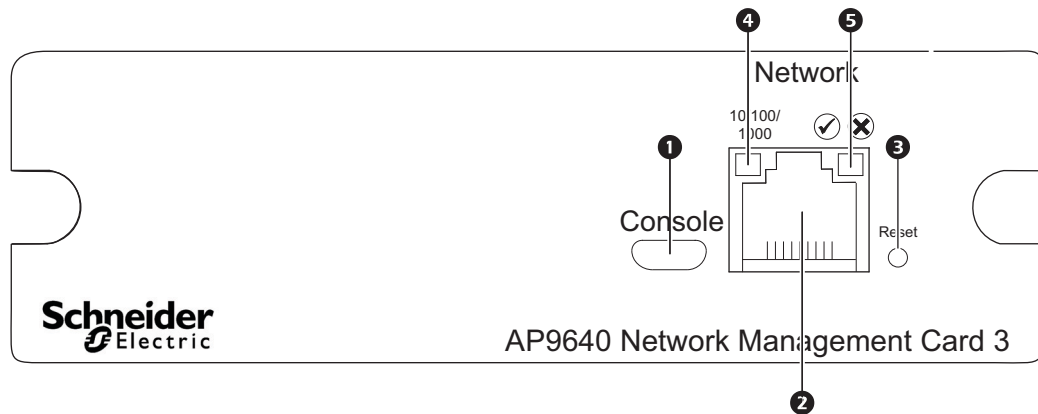 4 5
Network
10/100/
1000
1 3
Console
Reset
Schneider
Electric
AP9640 Network Management Card 3
2